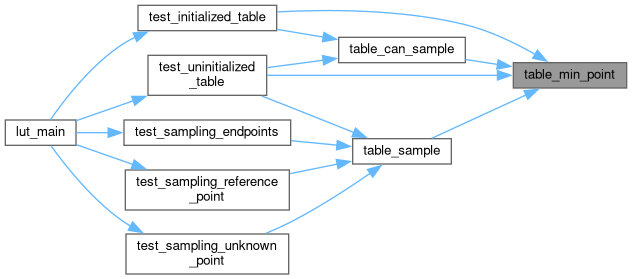 test_initialized_table
table_can_sample
test_uninitialized
_table
table_min_point
lut_main
test_sampling_endpoints
table_sample
test_sampling_reference
_point
test_sampling_unknown
_point